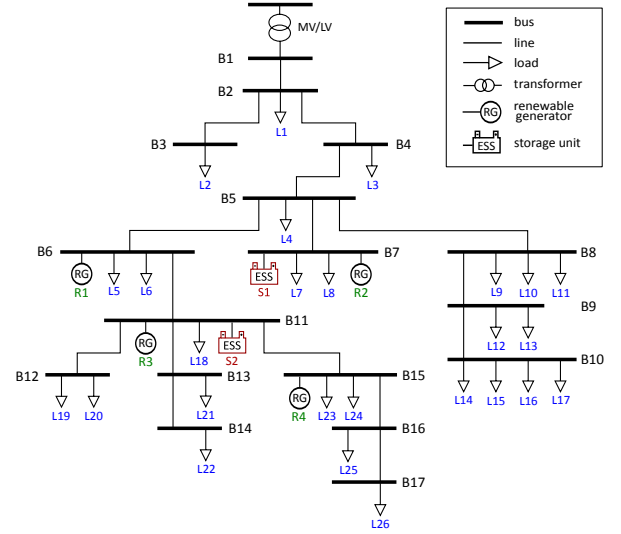 MV/LV
B1
B2
L1
B3
B4
L2
L3
B5
L4
B6
B7
B8
RG
R1
L5
L6
ESS
S1
L7
L8
RG
R2
L9
L10
L11
B9
L12
L13
B11
RG
R3
L18
ESS
S2
B10
L14
L15
L16
L17
B12
B13
B15
L19
L20
L21
RG
R4
L23
L24
B14
B16
L22
L25
B17
L26
bus
line
load
transformer
RG
renewable
generator
ESS
storage unit